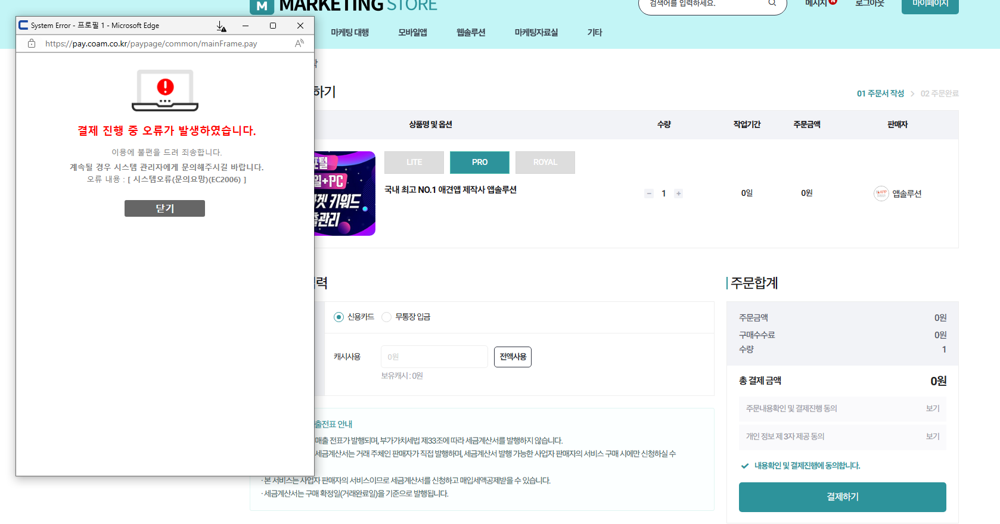 M MARKETING STORE
검색어를 입력하세요.
메시지 N
로그아웃
마이페이지
System Error - 프로필 1 - Microsoft Edge
https://pay.coam.co.kr/paypage/common/mainFrame.pay
결제 진행 중 오류가 발생하였습니다.
이용에 불편을 드려 죄송합니다.
계속될 경우 시스템 관리자에게 문의해주시길 바랍니다.
오류 내용 : [ 시스템오류(문의요망)(EC2006) ]
닫기
마케팅 대행 모바일앱 웹솔루션 마케팅자료실 기타
하기
01 주문서 작성 > 02 주문완료
상품명 및 옵션 수량 작업기간 주문금액 판매자
LITE PRO ROYAL
국내 최고 NO.1 애견앱 제작사 앱솔루션
1
0일
0원
앱솔루션
포털
일+PC
켓 키워드
출관리
력
신용카드 무통장 입금
캐시사용
0원
전액사용
보유캐시 : 0원
주문합계
주문금액 0원
구매수수료 0원
수량 1
총 결제 금액 0원
주문내용확인 및 결제진행 동의 보기
개인 정보 제 3자 제공 동의 보기
내용확인 및 결제진행에 동의합니다.
결제하기
출전표 안내
매출 전표가 발행되며, 부가가치세법 제33조에 따라 세금계산서를 발행하지 않습니다.
세금계산서는 거래 주체인 판매자가 직접 발행하며, 세금계산서 발행 가능한 사업자 판매자의 서비스 구매 시에만 신청하실 수
· 본 서비스는 사업자 판매자의 서비스이므로 세금계산서를 신청하고 매입세액공제받을 수 있습니다.
· 세금계산서는 구매 확정일(거래완료일)을 기준으로 발행됩니다.